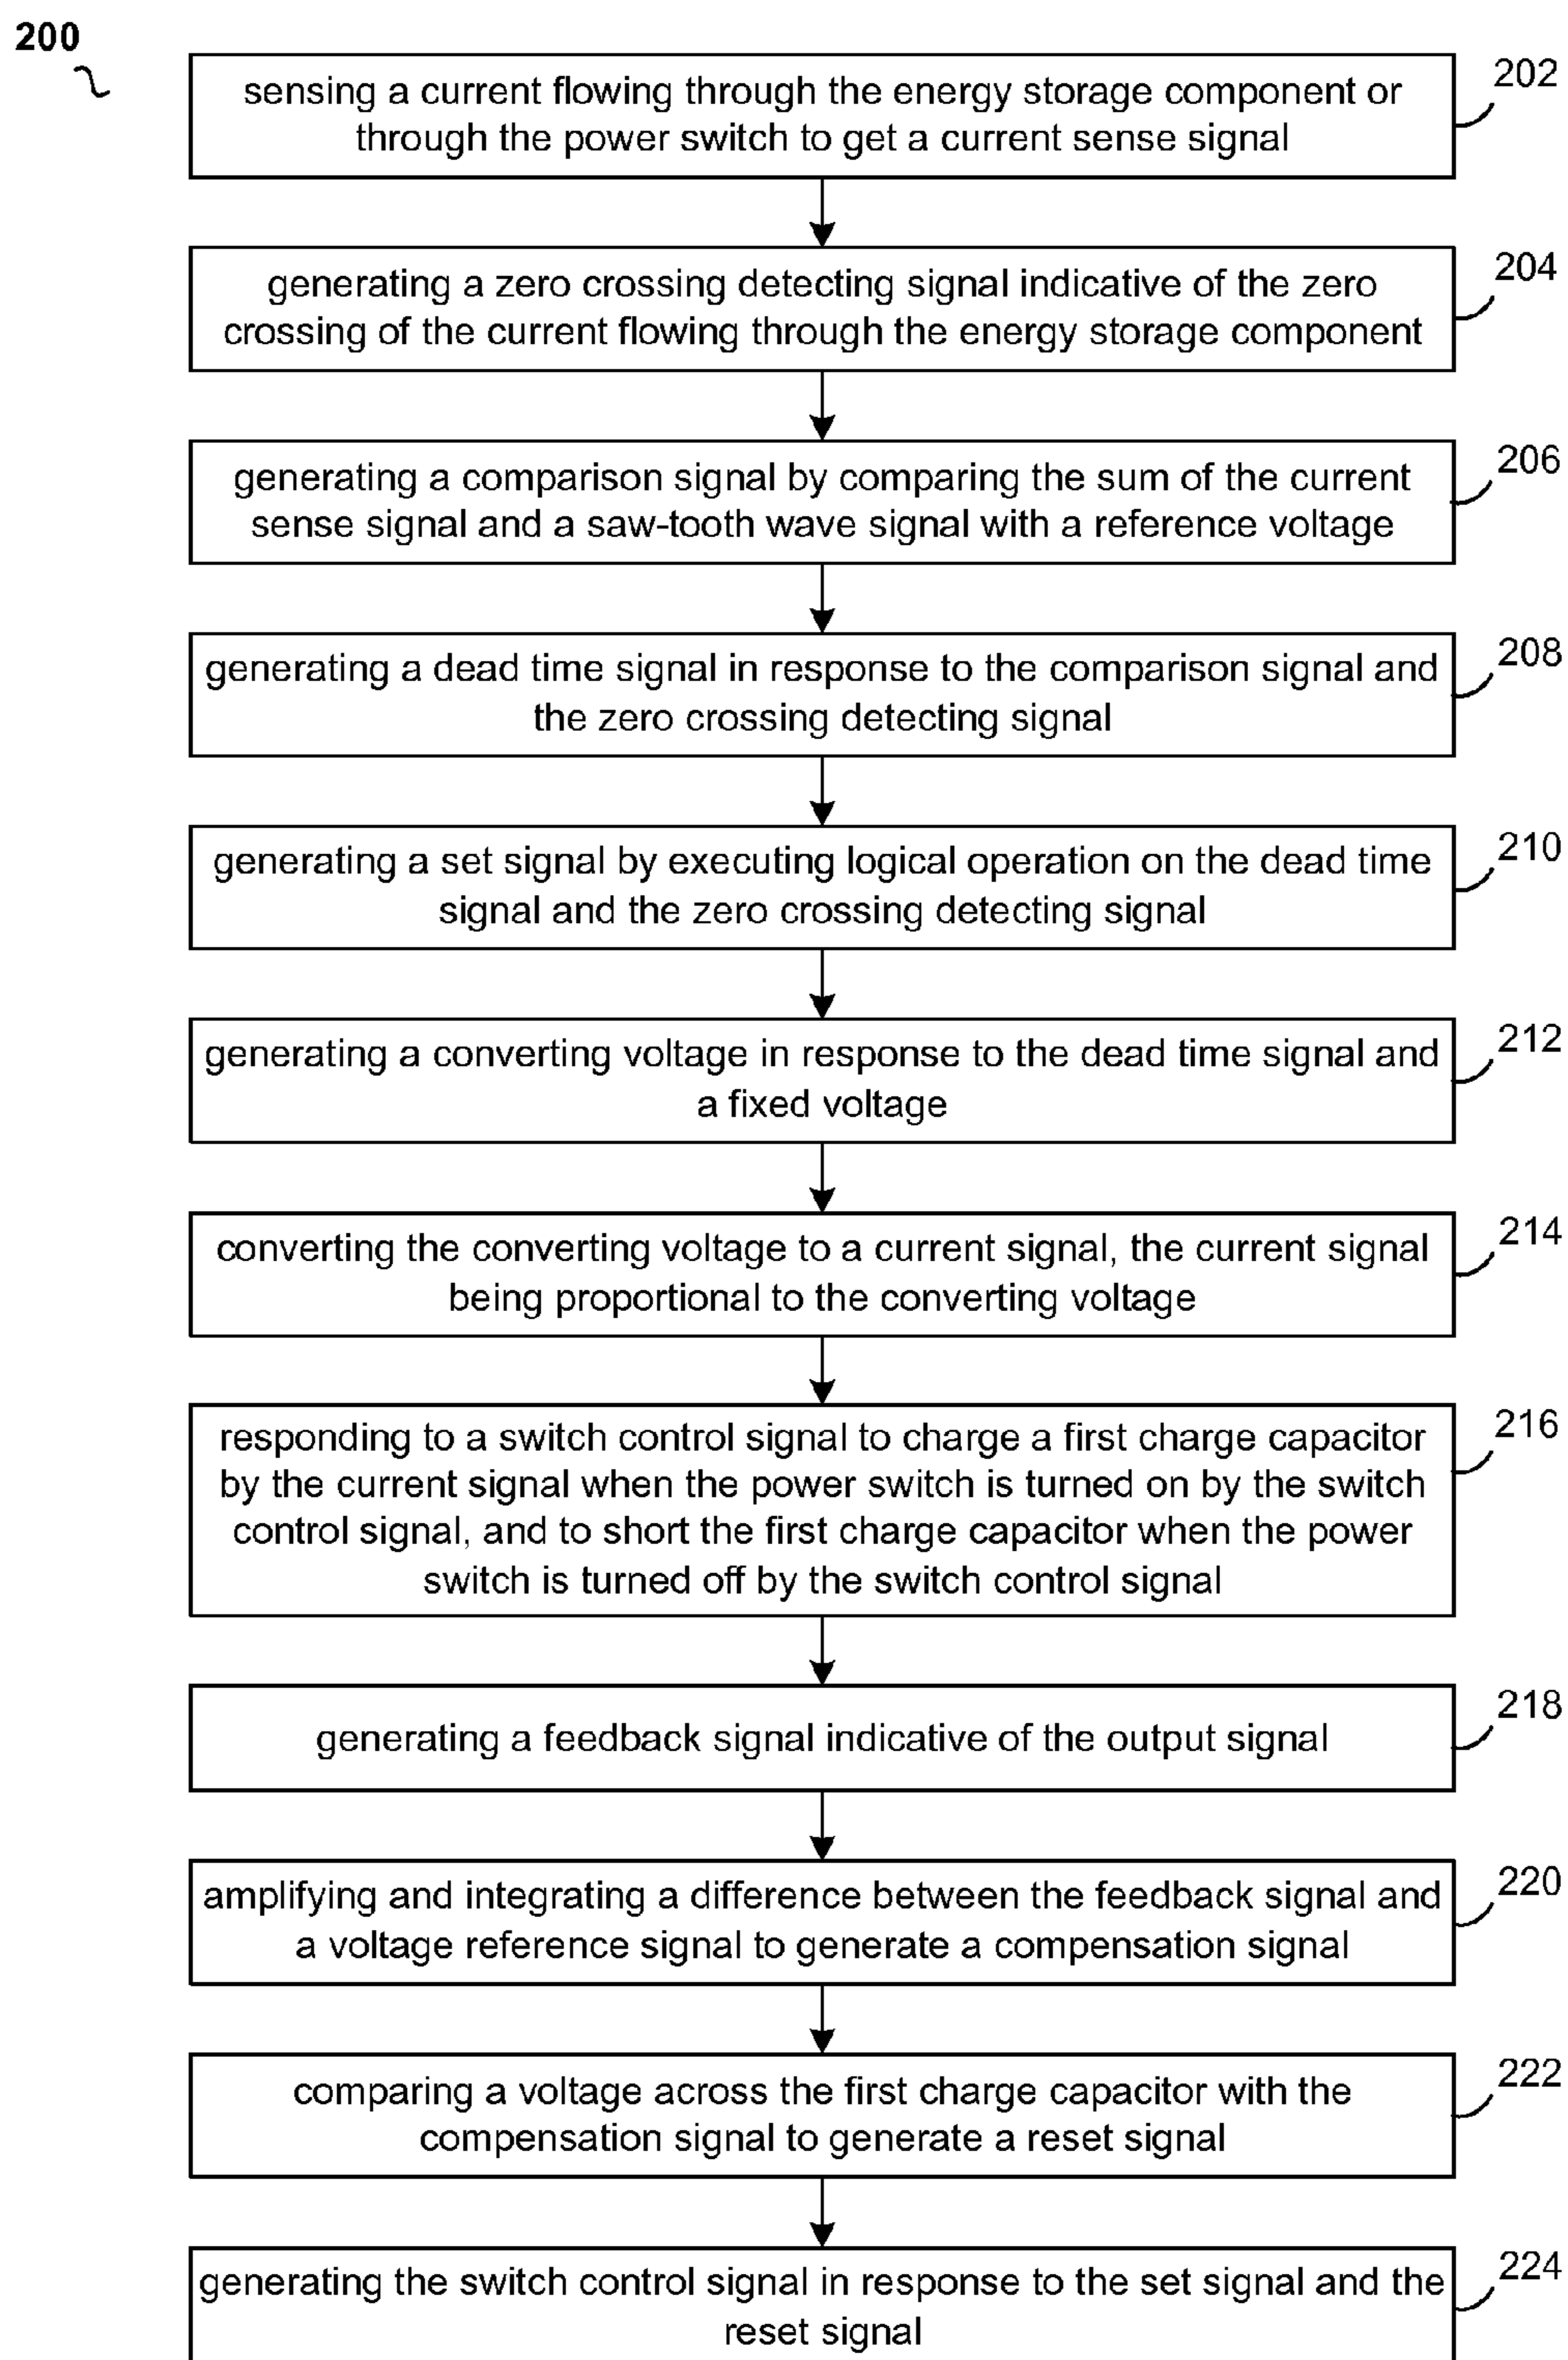 200
202
sensing a current flowing through the energy storage component or
through the power switch to get a current sense signal
204
generating a zero crossing detecting signal indicative of the zero
crossing of the current flowing through the energy storage component
206
generating a comparison signal by comparing the sum of the current
sense signal and a saw-tooth wave signal with a reference voltage
208
generating a dead time signal in response to the comparison signal and
the zero crossing detecting signal
210
generating a set signal by executing logical operation on the dead time
signal and the zero crossing detecting signal
212
generating a converting voltage in response to the dead time signal and
a fixed voltage
214
converting the converting voltage to a current signal, the current signal
being proportional to the converting voltage
216
responding to a switch control signal to charge a first charge capacitor
by the current signal when the power switch is turned on by the switch
control signal, and to short the first charge capacitor when the power
switch is turned off by the switch control signal
218
generating a feedback signal indicative of the output signal
220
amplifying and integrating a difference between the feedback signal and
a voltage reference signal to generate a compensation signal
222
comparing a voltage across the first charge capacitor with the
compensation signal to generate a reset signal
224
generating the switch control signal in response to the set signal and the
reset signal